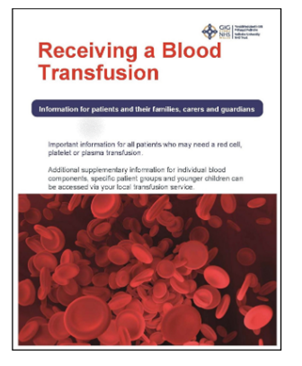 GIG
NHS
Receiving a Blood
Transfusion
Information for patients and their families, carers and guardians
Important information for all patients who may need a red cell,
platelet or plasma transfusion.
Additional supplementary information for individual blood
components, specific patient groups and younger children can
be accessed via your local transfusion service.